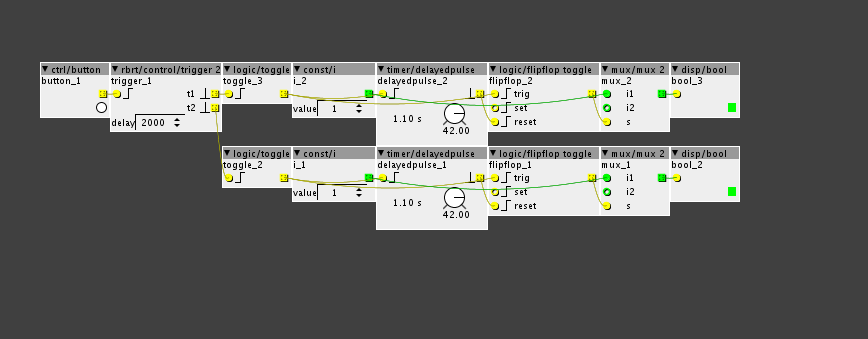 ctrl/button rbrt/control/trigger 2 logic/toggle const/i timer/delayedpulse logic/flipflop toggle mux/mux 2 disp/bool
button_1 trigger_1 toggle_3 i_2 delayedpulse_2 flipflop_2 mux_2 bool_3
t1 trig i1
t2 value 1 1.10 s set i2
delay 2000 42.00 reset s
logic/toggle const/i timer/delayedpulse logic/flipflop toggle mux/mux 2 disp/bool
toggle_2 i_1 delayedpulse_1 flipflop_1 mux_1 bool_2
trig i1
value 1 1.10 s set i2
42.00 reset s